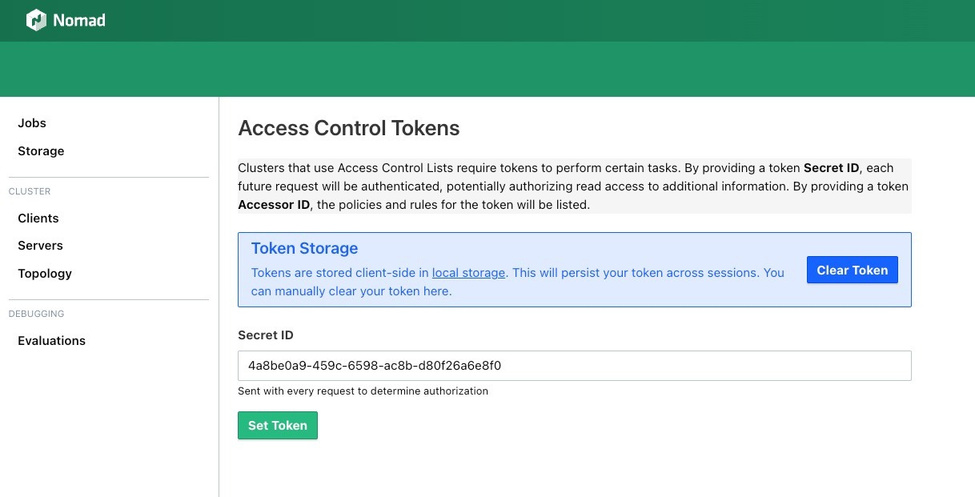 Nomad
Jobs
Storage
CLUSTER
Clients
Servers
Topology
DEBUGGING
Evaluations
Access Control Tokens
Clusters that use Access Control Lists require tokens to perform certain tasks. By providing a token Secret ID, each
future request will be authenticated, potentially authorizing read access to additional information. By providing a token
Accessor ID, the policies and rules for the token will be listed.
Token Storage
Tokens are stored client-side in local storage. This will persist your token across sessions. You
can manually clear your token here.
Clear Token
Secret ID
4a8be0a9-459c-6598-ac8b-d80f26a6e8f0
Sent with every request to determine authorization
Set Token